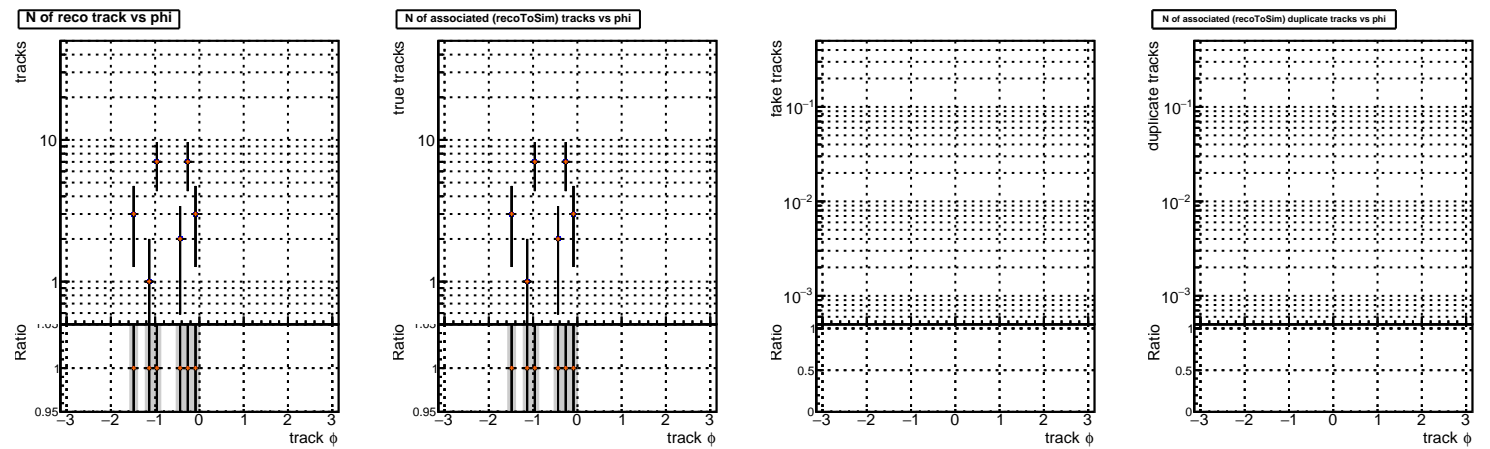 N of reco track vs phi
tracks
10
1
Ratio
1.05
1
0.95
−3 −2 −1 0 1 2 3
track ϕ
N of associated (recoToSim) tracks vs phi
true tracks
10
1
Ratio
1.05
1
0.95
−3 −2 −1 0 1 2 3
track ϕ
fake tracks
10−1
10−2
10−3
Ratio
1
0.5
0
−3 −2 −1 0 1 2 3
track ϕ
N of associated (recoToSim) duplicate tracks vs phi
duplicate tracks
10−1
10−2
10−3
Ratio
1
0.5
0
−3 −2 −1 0 1 2 3
track ϕ